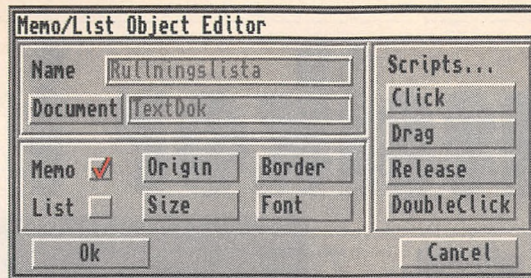 Memo/List Object Editor
Name Rullningslista
Document TextDok
Memo Origin Border
List Size Font
Scripts...
Click
Drag
Release
DoubleClick
Ok Cancel